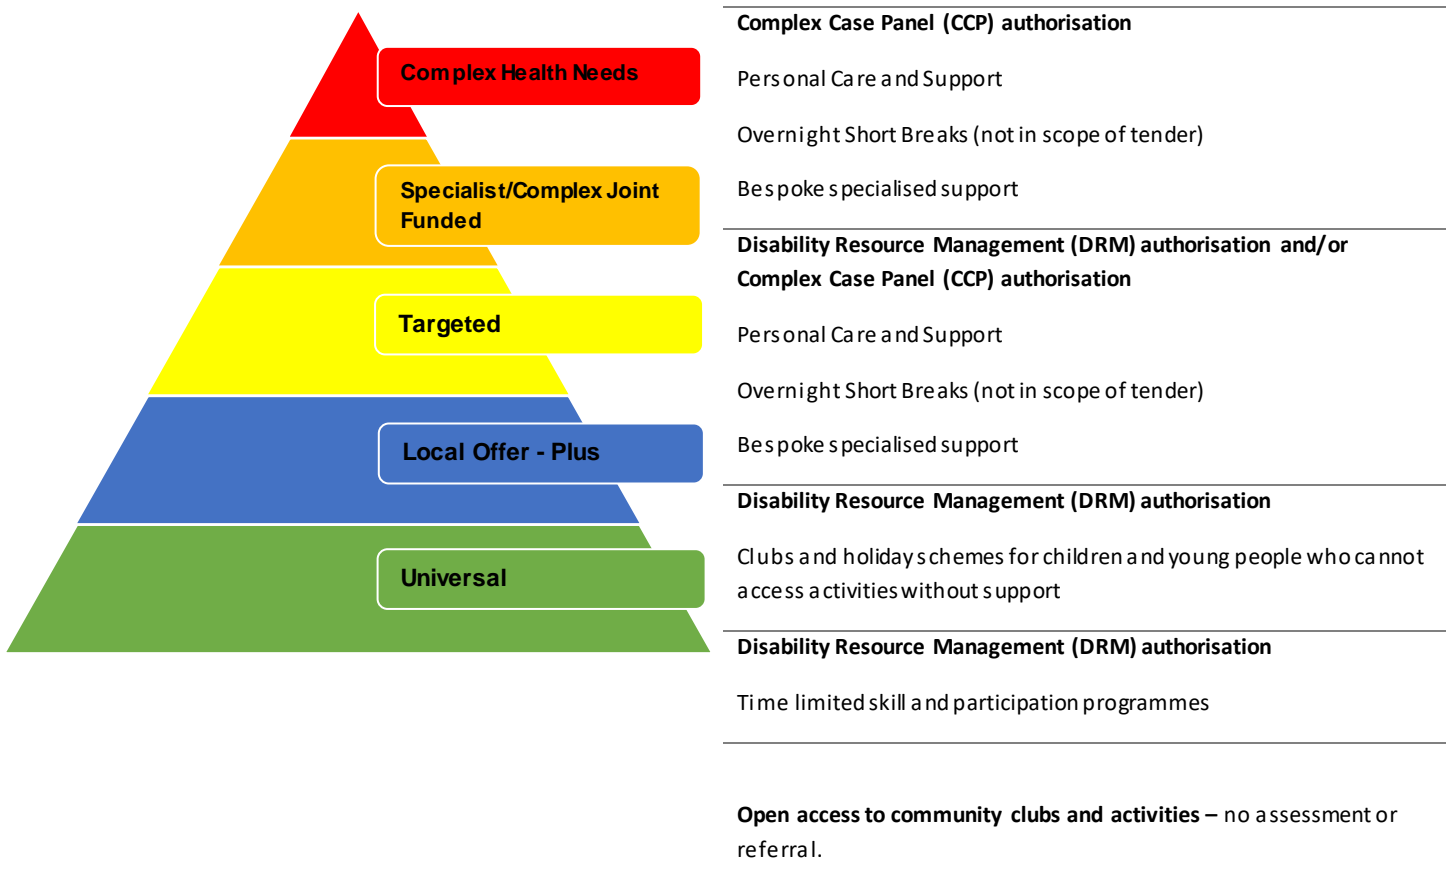 Complex Health Needs
Specialist/Complex Joint
Funded
Targeted
Local Offer - Plus
Universal
Complex Case Panel (CCP) authorisation
Personal Care and Support
Overnight Short Breaks (not in scope of tender)
Bespoke specialised support
Disability Resource Management (DRM) authorisation and/or
Complex Case Panel (CCP) authorisation
Personal Care and Support
Overnight Short Breaks (not in scope of tender)
Bespoke specialised support
Disability Resource Management (DRM) authorisation
Clubs and holiday schemes for children and young people who cannot
access activities without support
Disability Resource Management (DRM) authorisation
Time limited skill and participation programmes
Open access to community clubs and activities – no assessment or
referral.